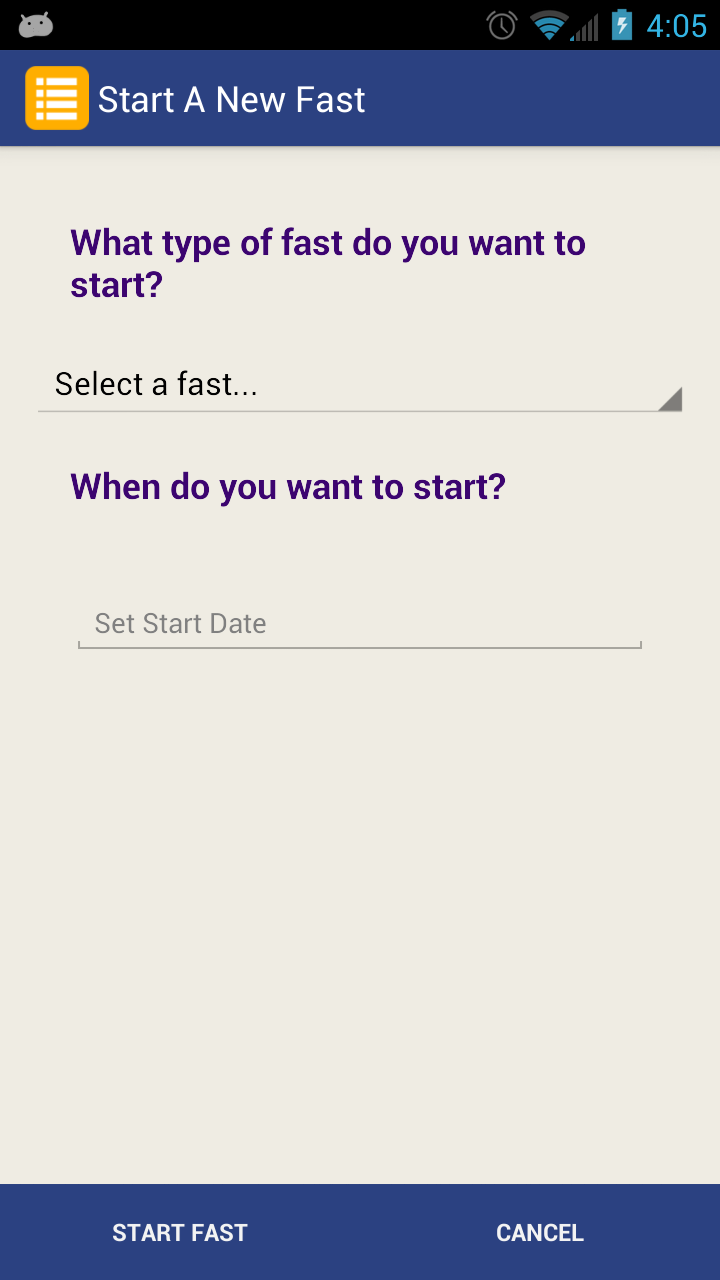 4:05
Start A New Fast
What type of fast do you want to
start?
Select a fast...
When do you want to start?
Set Start Date
START FAST
CANCEL